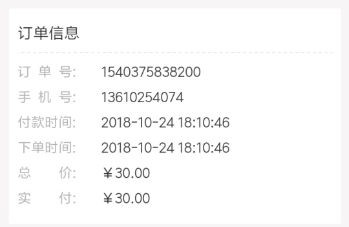 订单信息
订 单 号: 1540375838200
手 机 号: 13610254074
付款时间: 2018-10-24 18:10:46
下单时间: 2018-10-24 18:10:46
总 价: ￥30.00
实 付: ￥30.00